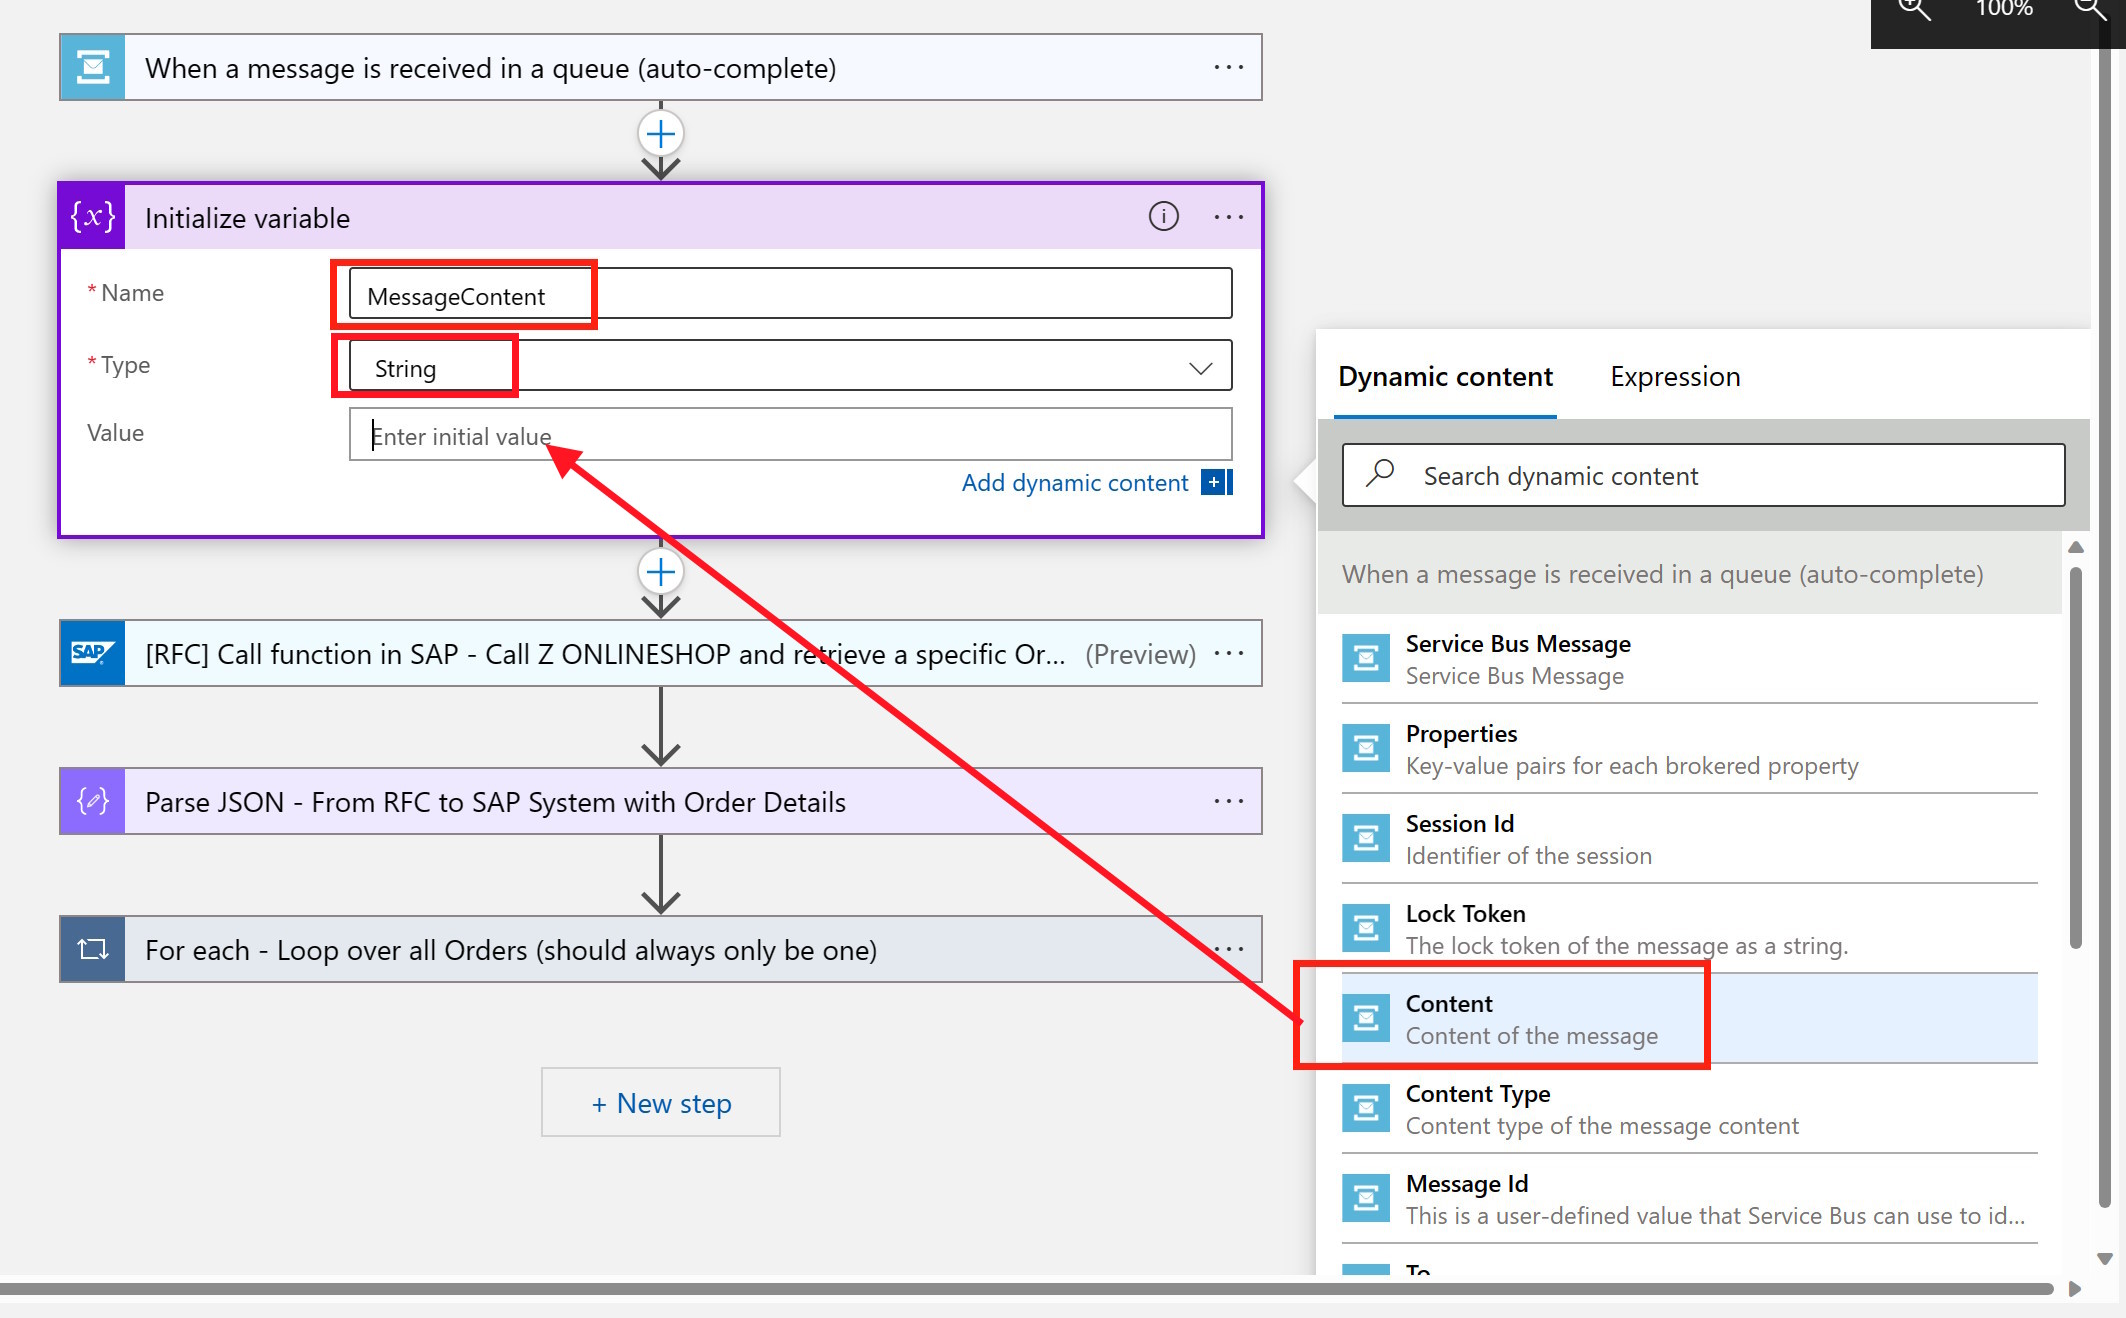 100%
When a message is received in a queue (auto-complete)
{x} Initialize variable
* Name
MessageContent
* Type
String
Value
Enter initial value
Add dynamic content
[RFC] Call function in SAP - Call Z ONLINESHOP and retrieve a specific Or... (Preview)
SAP
Parse JSON - From RFC to SAP System with Order Details
For each - Loop over all Orders (should always only be one)
+ New step
Dynamic content
Expression
Search dynamic content
When a message is received in a queue (auto-complete)
Service Bus Message
Service Bus Message
Properties
Key-value pairs for each brokered property
Session Id
Identifier of the session
Lock Token
The lock token of the message as a string.
Content
Content of the message
Content Type
Content type of the message content
Message Id
This is a user-defined value that Service Bus can use to id...
To